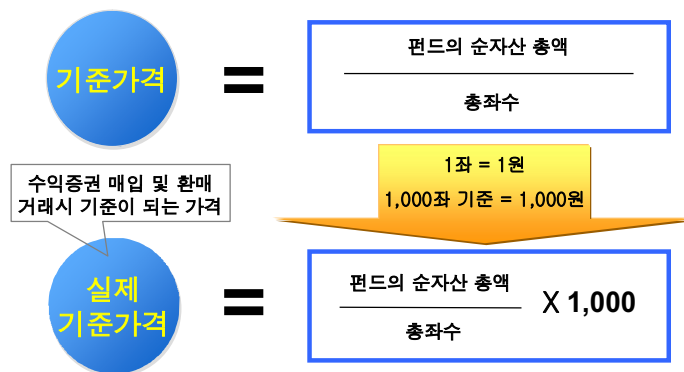 기준가격
=
펀드의 순자산 총액
총좌수
1좌 = 1원
1,000좌 기준 = 1,000원
수익증권 매입 및 환매
거래시 기준이 되는 가격
실제
기준가격
=
펀드의 순자산 총액
총좌수
X 1,000